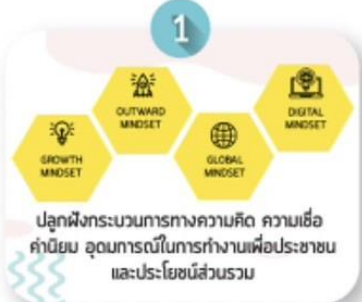 1
OUTWARD
MINDSET
DIGITAL
MINDSET
GROWTH
MINDSET
GLOBAL
MINDSET
ปลูกฝังกระบวนการทางความคิด ความเชื่อ
ค่านิยม อุดมการณ์ในการทำงานเพื่อประชาชน
และประโยชน์ส่วนรวม